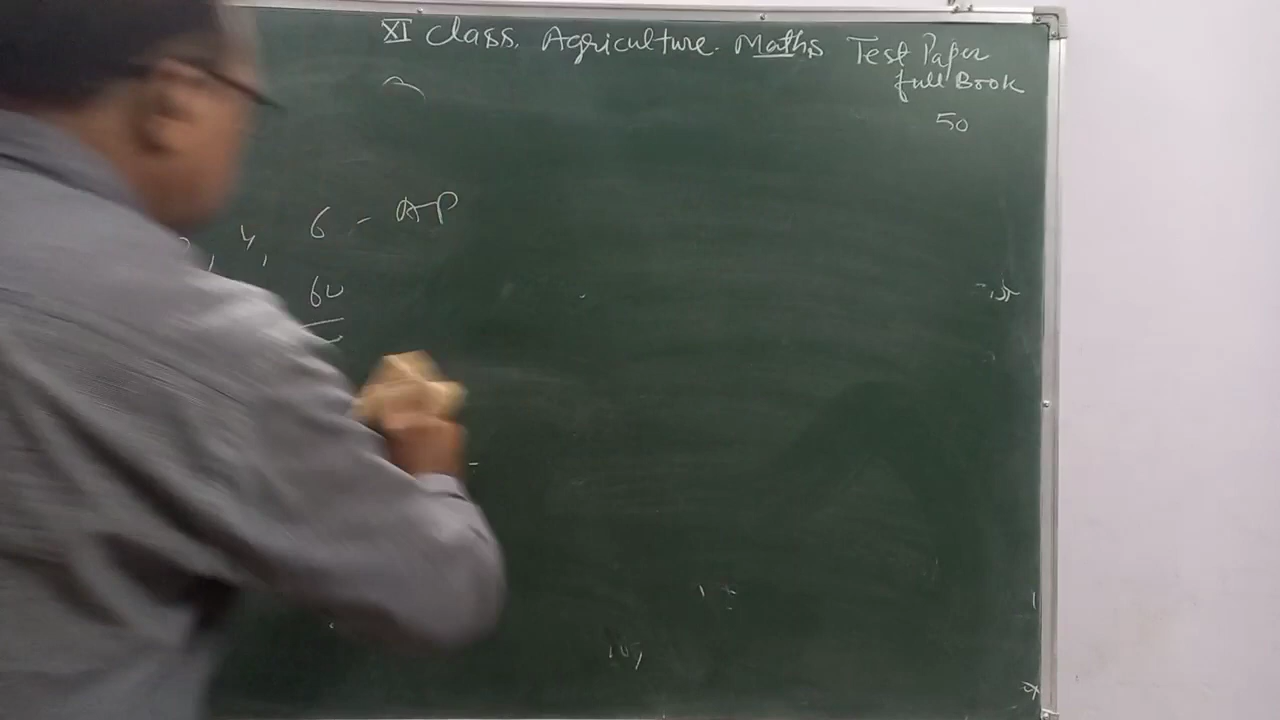 XI Class. Agriculture. Maths Test Paper
full Book
50
, 4, 6 - AP
60